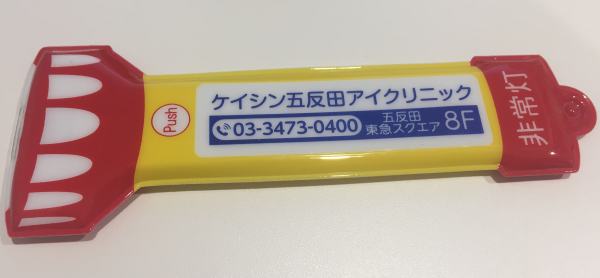 Push
ケイシン五反田アイクリニック
03-3473-0400
五反田
東急スクエア
8F
非常灯